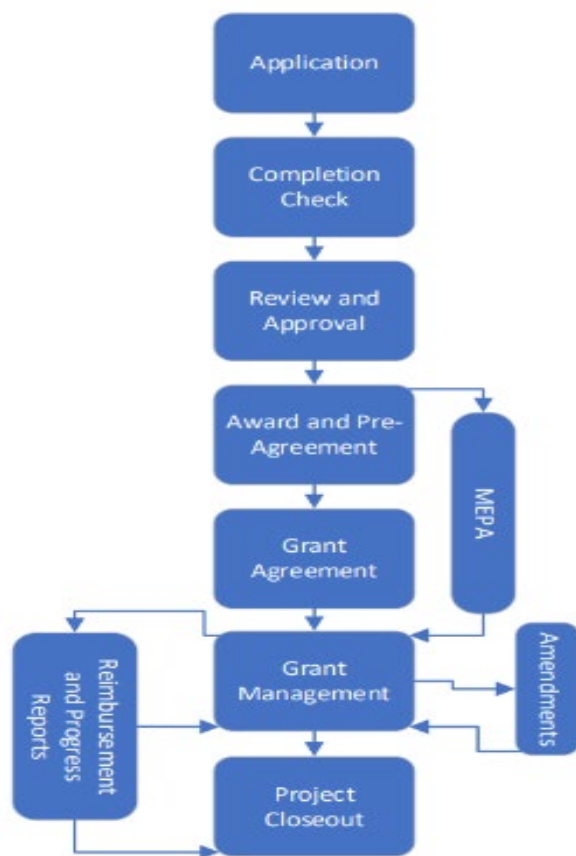 Application
Completion
Check
Review and
Approval
Award and Pre-
Agreement
MEPA
Grant
Agreement
Grant
Management
Amendments
Reimbursement
and Progress
Reports
Project
Closeout